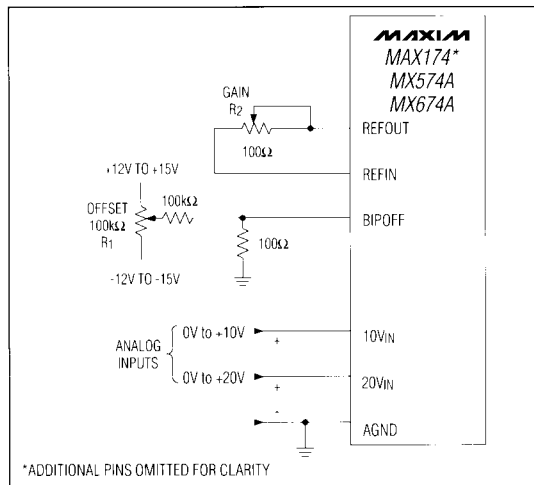 MAXIM
MAX174*
MX574A
MX674A
GAIN
R2
100Ω
REFOUT
REFIN
+12V TO +15V
OFFSET
100kΩ
R1
100kΩ
-12V TO -15V
BIPOFF
100Ω
ANALOG
INPUTS
0V to +10V
+
10VIN
0V to +20V
+
20VIN
-
AGND
*ADDITIONAL PINS OMITTED FOR CLARITY